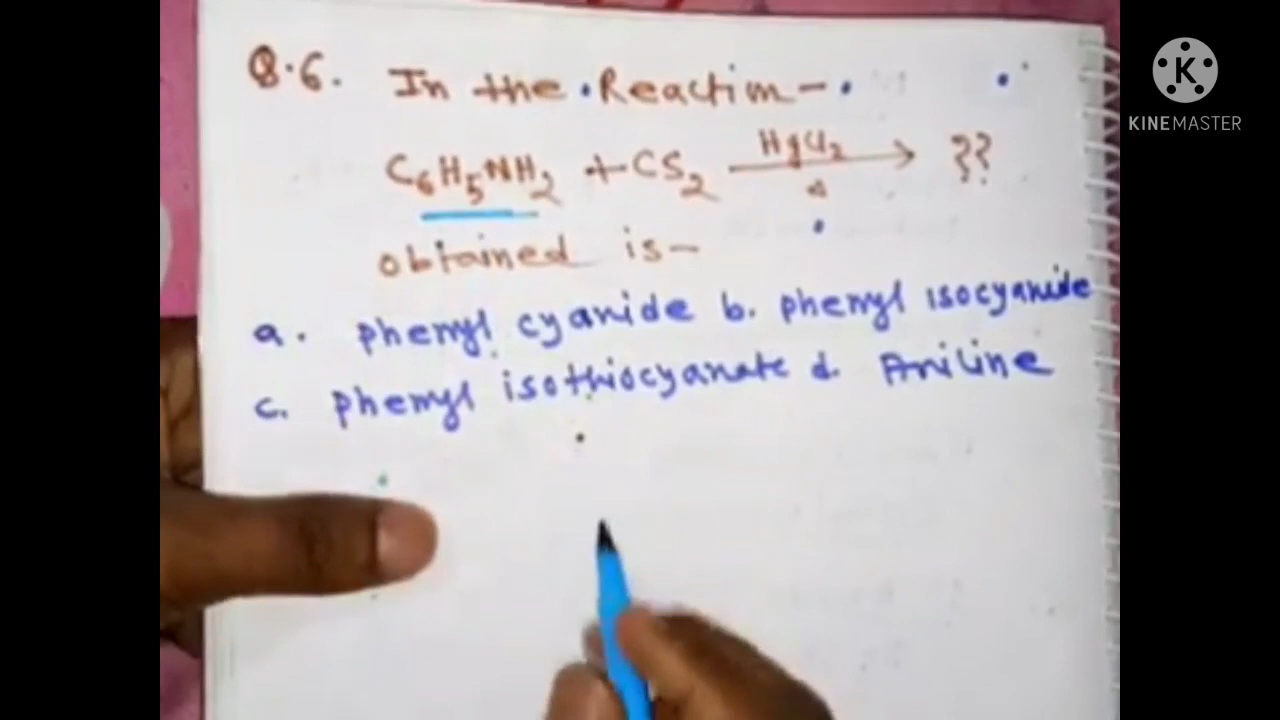 Q.6. In the Reaction-
C6H5NH2 + CS2 HgCl2 Δ → ??
obtained is-
a. phenyl cyanide b. phenyl isocyanide
c. phenyl isothiocyanate d. Aniline
K
KINEMASTER